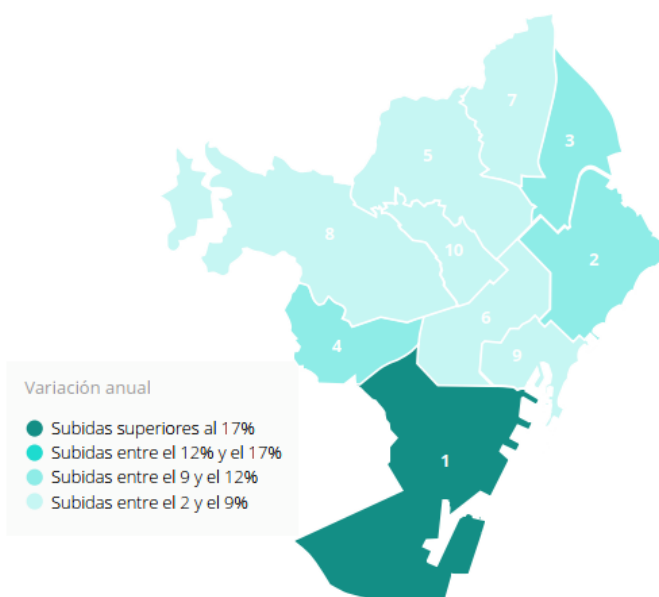 7
3
5
8
10
2
6
4
9
1
Variación anual
Subidas superiores al 17%
Subidas entre el 12% y el 17%
Subidas entre el 9 y el 12%
Subidas entre el 2 y el 9%